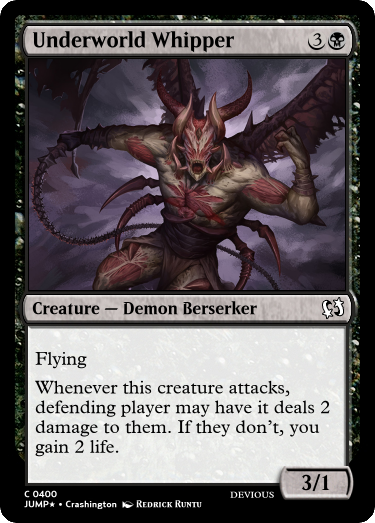 Underworld Whipper 3
Creature — Demon Berserker
Flying
Whenever this creature attacks,
defending player may have it deals 2
damage to them. If they don't, you
gain 2 life.
3/1
C 0400
DEVIOUS
JUMP★ • Crashington Redrick Runtu